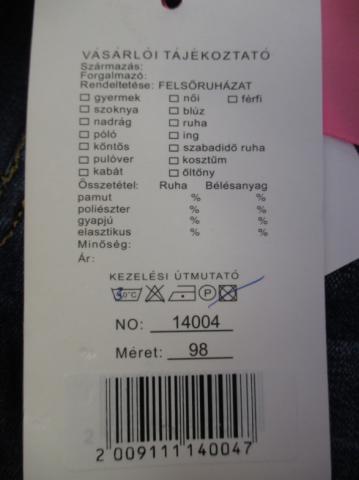 VÁSÁRLÓI TÁJÉKOZTATÓ
Származás:
Forgalmazó:
Rendeltetése: FELSŐRUHÁZAT
gyermek női férfi
szoknya blúz
nadrág ruha
póló ing
köntös szabadidő ruha
pulóver kosztüm
kabát öltöny
Összetétel: Ruha Bélésanyag
pamut % %
poliészter % %
gyapjú % %
elasztikus % %
Minőség:
Ár:
KEZELÉSI ÚTMUTATÓ
0°C P
NO: 14004
Méret: 98
2 009111 140047